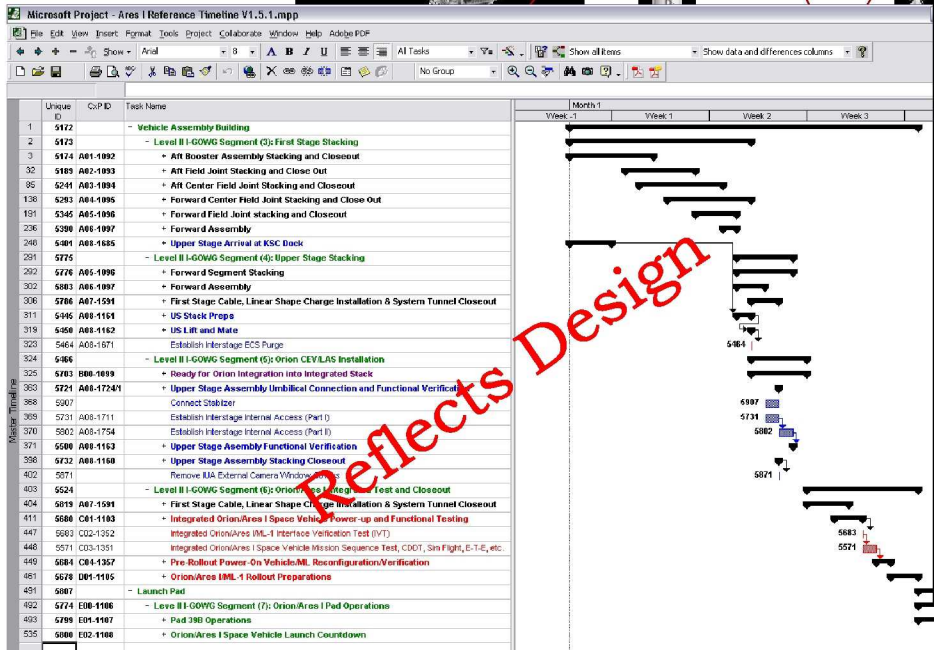 Microsoft Project - Ares I Reference Timeline V1.5.1.mpp
File Edit View Insert Format Tools Project Collaborate Window Help Adobe PDF
Show Arial 8 A B I U All Tasks Show all items Show data and differences columns
No Group
Unique ID CxP ID Task Name
Month 1
Week -1 Week 1 Week 2 Week 3
1 5172 - Vehicle Assembly Building
2 5173 - Level II I-GOWG Segment (3): First Stage Stacking
3 5174 A01-1092 + Aft Booster Assembly Stacking and Closeout
32 5189 A02-1093 + Aft Field Joint Stacking and Close Out
85 5241 A03-1094 + Aft Center Field Joint Stacking and Closeout
138 5293 A04-1095 + Forward Center Field Joint Stacking and Close Out
191 5345 A05-1096 + Forward Field Joint stacking and Closeout
236 5390 A06-1097 + Forward Assembly
248 5401 A08-1685 + Upper Stage Arrival at KSC Dock
291 5775 - Level II I-GOWG Segment (4): Upper Stage Stacking
292 5776 A05-1096 + Forward Segment Stacking
302 5803 A06-1097 + Forward Assembly
306 5786 A07-1591 + First Stage Cable, Linear Shape Charge Installation & System Tunnel Closeout
311 5445 A08-1161 + US Stack Preps
319 5450 A08-1162 + US Lift and Mate
323 5464 A08-1671 Establish Interstage ECS Purge 5464
324 5466 - Level II I-GOWG Segment (5): Orion CEV/LAS Installation
325 5703 B00-1099 + Ready for Orion Integration into Integrated Stack
363 5721 A08-1724/1 + Upper Stage Assembly Umbilical Connection and Functional Verification
368 5907 Connect Stabilizer 5907
369 5731 A08-1711 Establish Interstage Internal Access (Part I) 5731
370 5802 A08-1754 Establish Interstage Internal Access (Part II) 5802
371 5500 A08-1163 + Upper Stage Asembly Functional Verification
398 5732 A08-1160 + Upper Stage Assembly Stacking Closeout
402 5871 Remove IUA External Camera Window 5871
403 5524 - Level II I-GOWG Segment (6): Orion/Ares I Integrated Test and Closeout
404 5819 A07-1591 + First Stage Cable, Linear Shape Charge Installation & System Tunnel Closeout
411 5680 C01-1103 + Integrated Orion/Ares I Space Vehicle Power-up and Functional Testing
447 5683 C02-1352 Integrated Orion/Ares I/ML-1 Interface Verification Test (IVT) 5683
448 5571 C03-1351 Integrated Orion/Ares I Space Vehicle Mission Sequence Test, CDDT, Sim Flight, E-T-E, etc. 5571
449 5684 C04-1357 + Pre-Rollout Power-On Vehicle/ML Reconfiguration/Verification
461 5678 D01-1105 + Orion/Ares I/ML-1 Rollout Preparations
491 5807 - Launch Pad
492 5774 E00-1106 - Leve II I-GOWG Segment (7): Orion/Ares I Pad Operations
493 5799 E01-1107 + Pad 39B Operations
535 5800 E02-1108 + Orion/Ares I Space Vehicle Launch Countdown
Master Timeline
Reflects Design